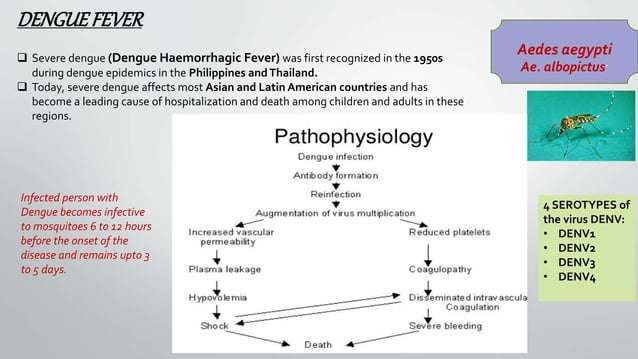 DENGUE FEVER
Severe dengue (Dengue Haemorrhagic Fever) was first recognized in the 1950s
during dengue epidemics in the Philippines and Thailand.
Today, severe dengue affects most Asian and Latin American countries and has
become a leading cause of hospitalization and death among children and adults in these
regions.
Aedes aegypti
Ae. albopictus
Infected person with
Dengue becomes infective
to mosquitoes 6 to 12 hours
before the onset of the
disease and remains upto 3
to 5 days.
Pathophysiology
Dengue infection
Antibody formation
Reinfection
Augmentation of virus multiplication
Increased vascular
permeability
Reduced platelets
Plasma leakage
Coagulopathy
Hypovolemia
Disseminated intravascula
Coagulation
Shock
Severe bleeding
Death
4 SEROTYPES of
the virus DENV:
• DENV1
• DENV2
• DENV3
• DENV4